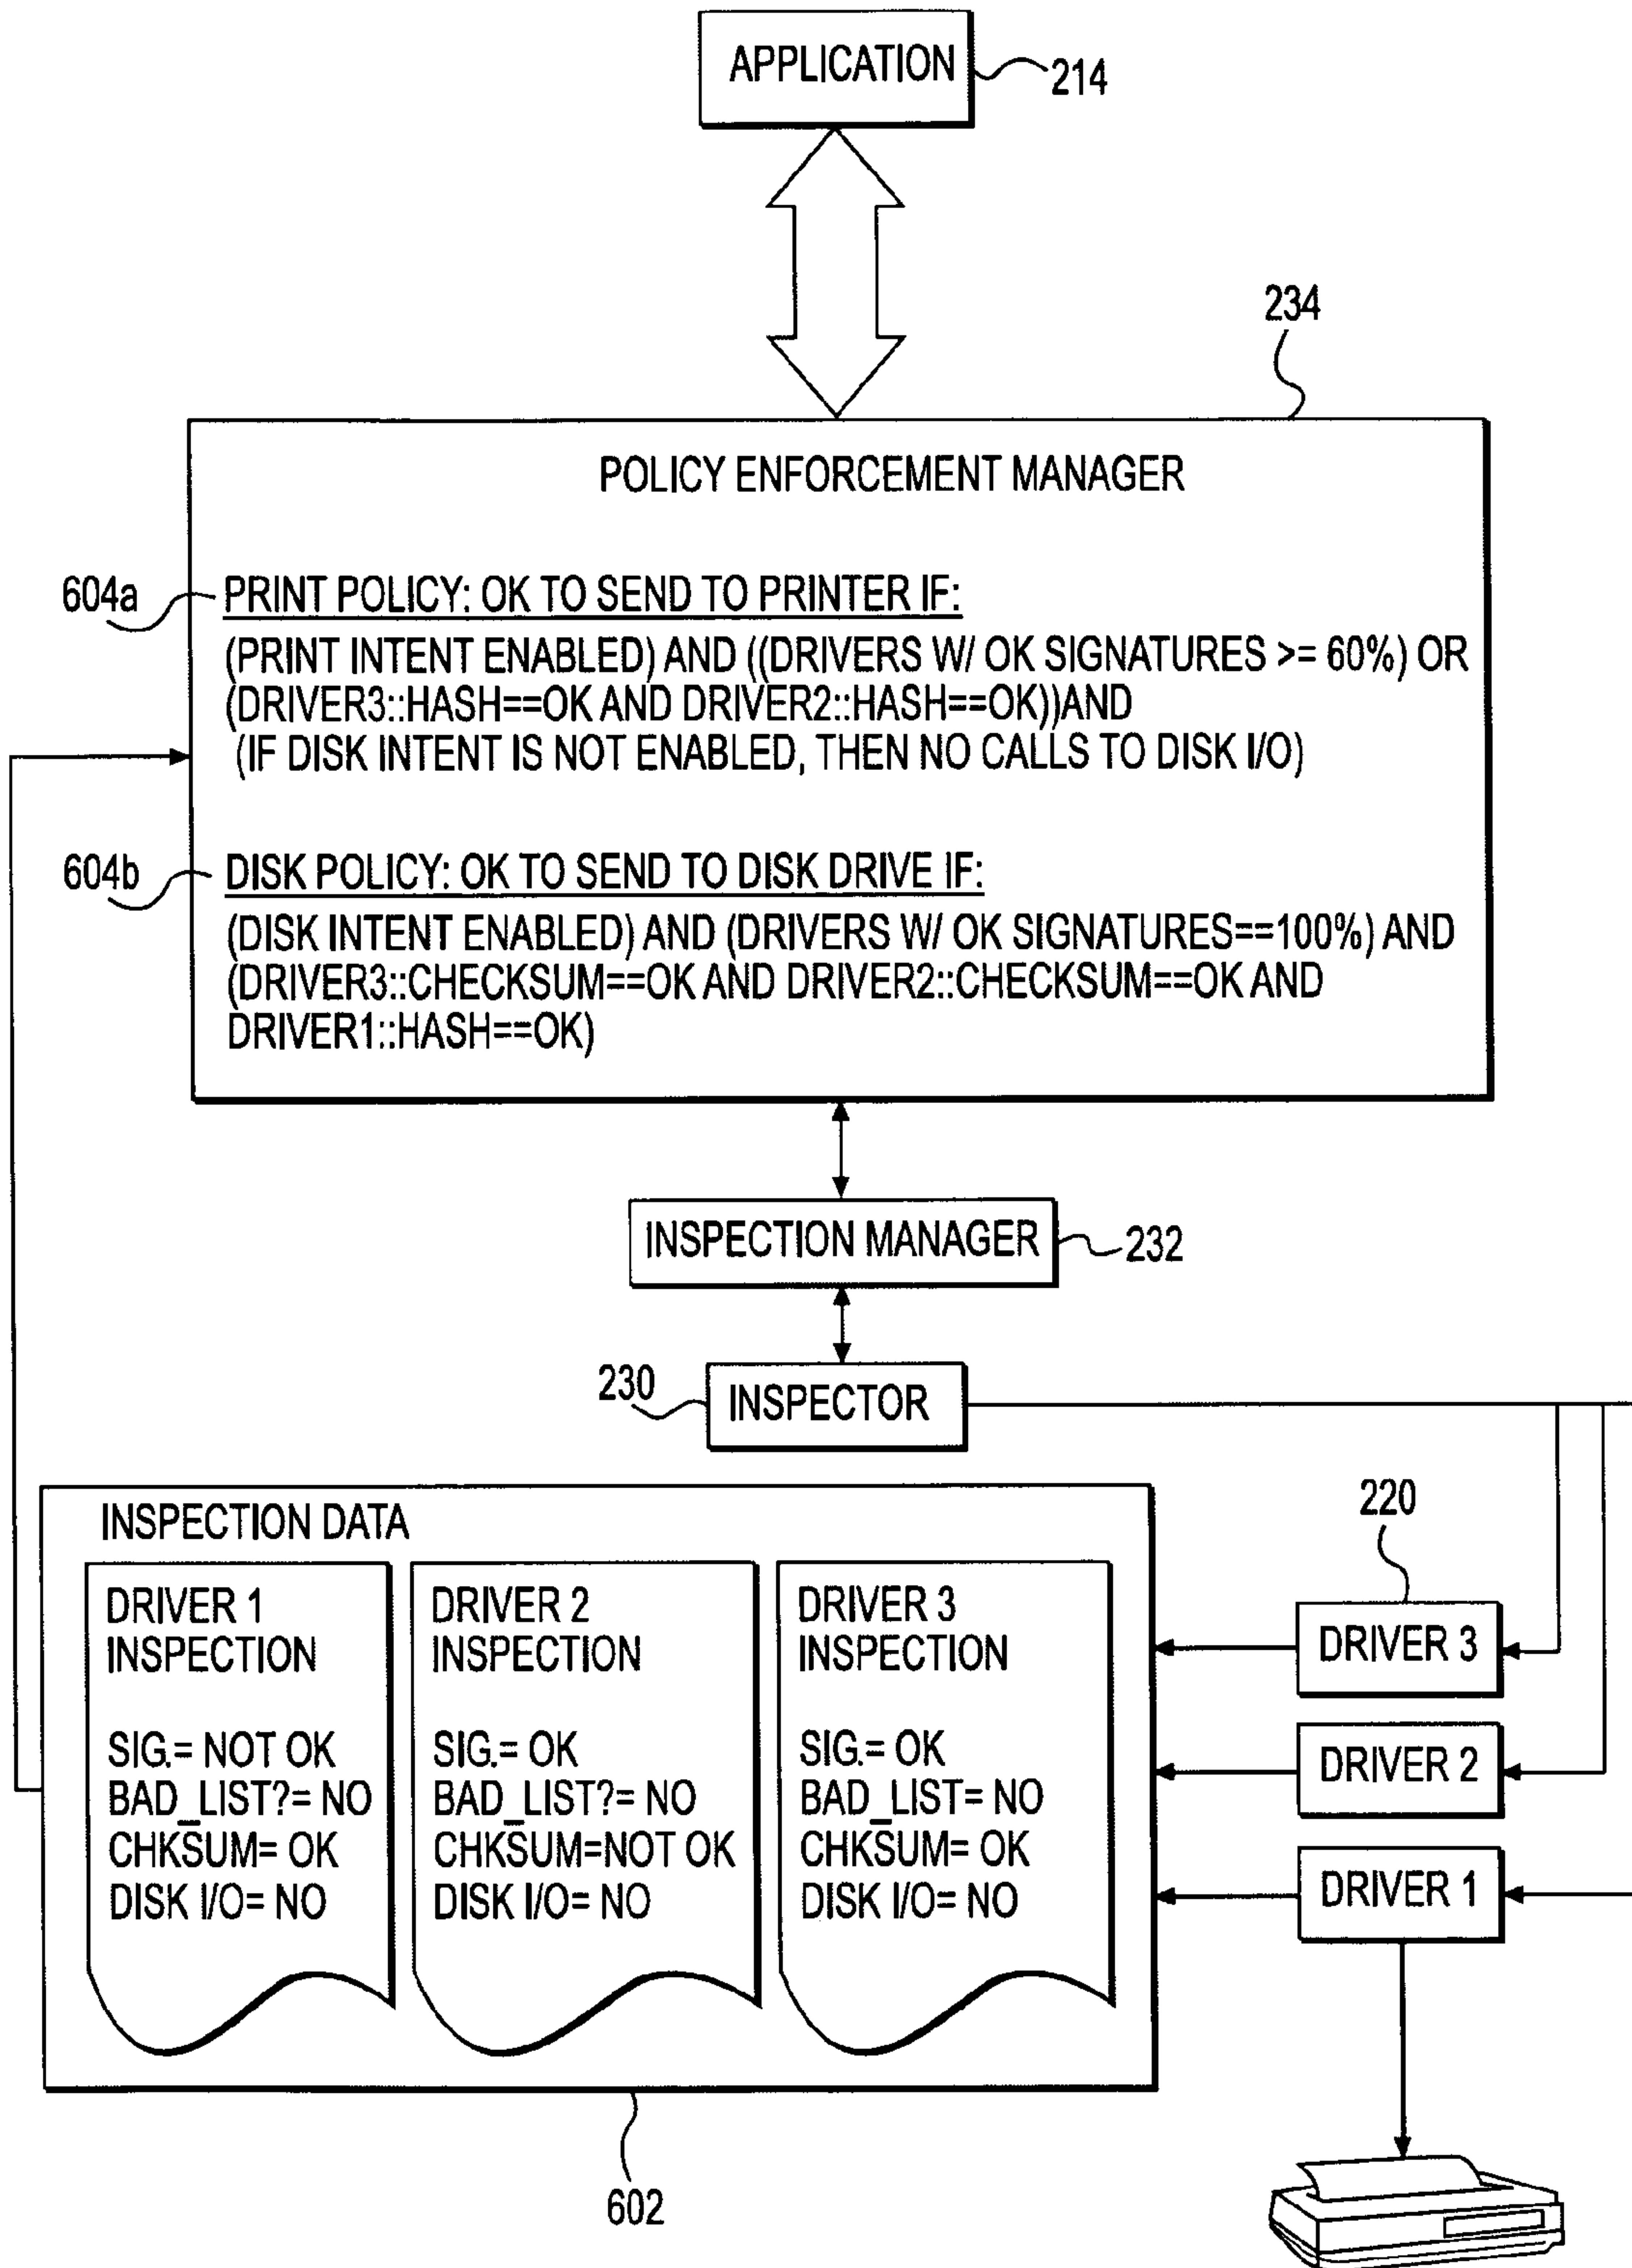 APPLICATION
214
234
POLICY ENFORCEMENT MANAGER
604a
PRINT POLICY: OK TO SEND TO PRINTER IF:
(PRINT INTENT ENABLED) AND ((DRIVERS W/ OK SIGNATURES >= 60%) OR
(DRIVER3::HASH==OK AND DRIVER2::HASH==OK))AND
(IF DISK INTENT IS NOT ENABLED, THEN NO CALLS TO DISK I/O)
604b
DISK POLICY: OK TO SEND TO DISK DRIVE IF:
(DISK INTENT ENABLED) AND (DRIVERS W/ OK SIGNATURES==100%) AND
(DRIVER3::CHECKSUM==OK AND DRIVER2::CHECKSUM==OK AND
DRIVER1::HASH==OK)
INSPECTION MANAGER
232
230
INSPECTOR
INSPECTION DATA
DRIVER 1
INSPECTION
SIG.= NOT OK
BAD_LIST?= NO
CHKSUM= OK
DISK I/O= NO
DRIVER 2
INSPECTION
SIG.= OK
BAD_LIST?= NO
CHKSUM=NOT OK
DISK I/O= NO
DRIVER 3
INSPECTION
SIG.= OK
BAD_LIST= NO
CHKSUM= OK
DISK I/O= NO
220
DRIVER 3
DRIVER 2
DRIVER 1
602